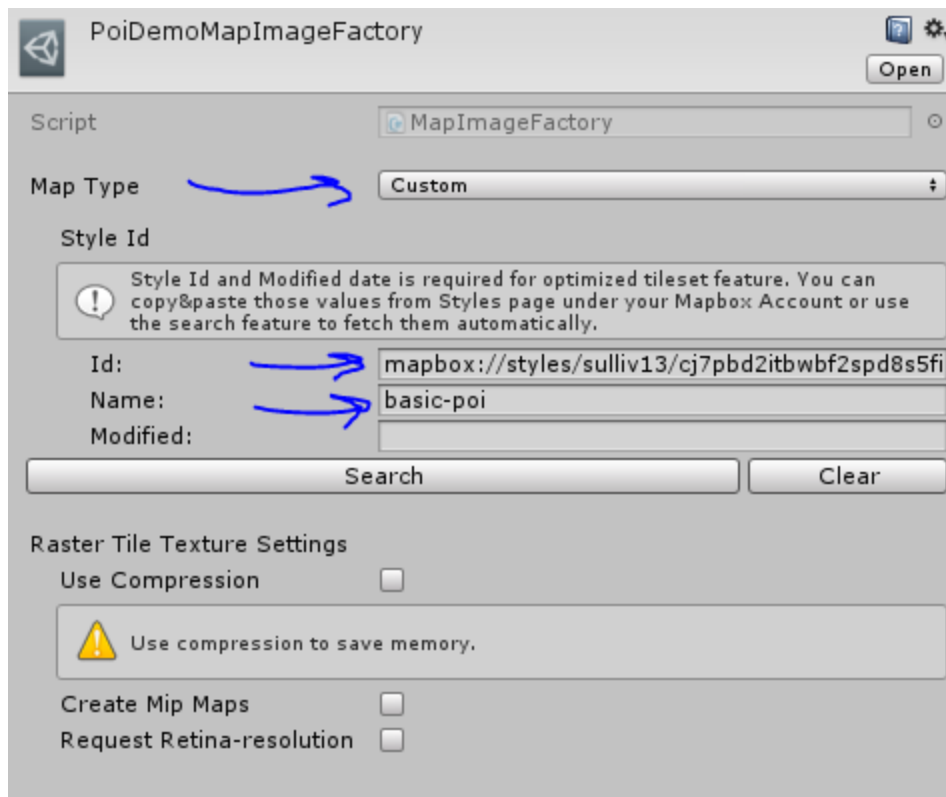 PoiDemoMapImageFactory
Open
Script MapImageFactory
Map Type Custom
Style Id
Style Id and Modified date is required for optimized tileset feature. You can
copy&paste those values from Styles page under your Mapbox Account or use
the search feature to fetch them automatically.
Id: mapbox://styles/sulliv13/cj7pbd2itbwbf2spd8s5fi
Name: basic-poi
Modified:
Search Clear
Raster Tile Texture Settings
Use Compression
Use compression to save memory.
Create Mip Maps
Request Retina-resolution